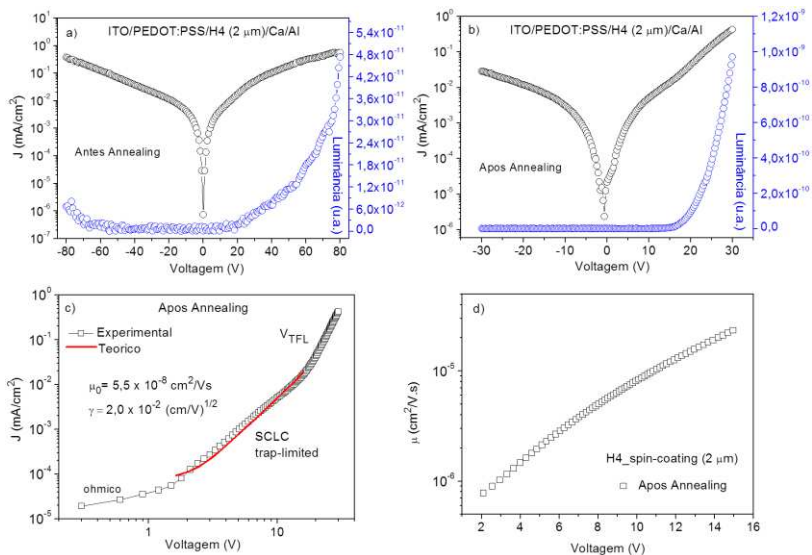 ITO/PEDOT:PSS/H4 (2 μm)/Ca/Al
a)
Antes Annealing
J (mA/cm²)
10¹
10⁰
10⁻¹
10⁻²
10⁻³
10⁻⁴
10⁻⁵
10⁻⁶
10⁻⁷
-80 -60 -40 -20 0 20 40 60 80
Voltagem (V)
5,4x10⁻¹¹
4,8x10⁻¹¹
4,2x10⁻¹¹
3,6x10⁻¹¹
3,0x10⁻¹¹
2,4x10⁻¹¹
1,8x10⁻¹¹
1,2x10⁻¹¹
6,0x10⁻¹²
0,0
Luminância (u.a.)
ITO/PEDOT:PSS/H4 (2 μm)/Ca/Al
b)
Apos Annealing
J (mA/cm²)
10⁰
10⁻¹
10⁻²
10⁻³
10⁻⁴
10⁻⁵
10⁻⁶
-30 -20 -10 0 10 20 30
Voltagem (V)
1,2x10⁻⁹
1,0x10⁻⁹
8,0x10⁻¹⁰
6,0x10⁻¹⁰
4,0x10⁻¹⁰
2,0x10⁻¹⁰
0,0
Luminância (u.a.)
c)
Apos Annealing
Experimental
Teorico
V_TFL
μ₀= 5,5 x 10⁻⁸ cm²/Vs
γ = 2,0 x 10⁻² (cm/V)^1/2
SCLC
trap-limited
ohmico
J (mA/cm²)
10⁰
10⁻¹
10⁻²
10⁻³
10⁻⁴
10⁻⁵
1 10
Voltagem (V)
d)
μ (cm²/V.s)
10⁻⁵
10⁻⁶
H4_spin-coating (2 μm)
Apos Annealing
2 4 6 8 10 12 14 16
Voltagem (V)